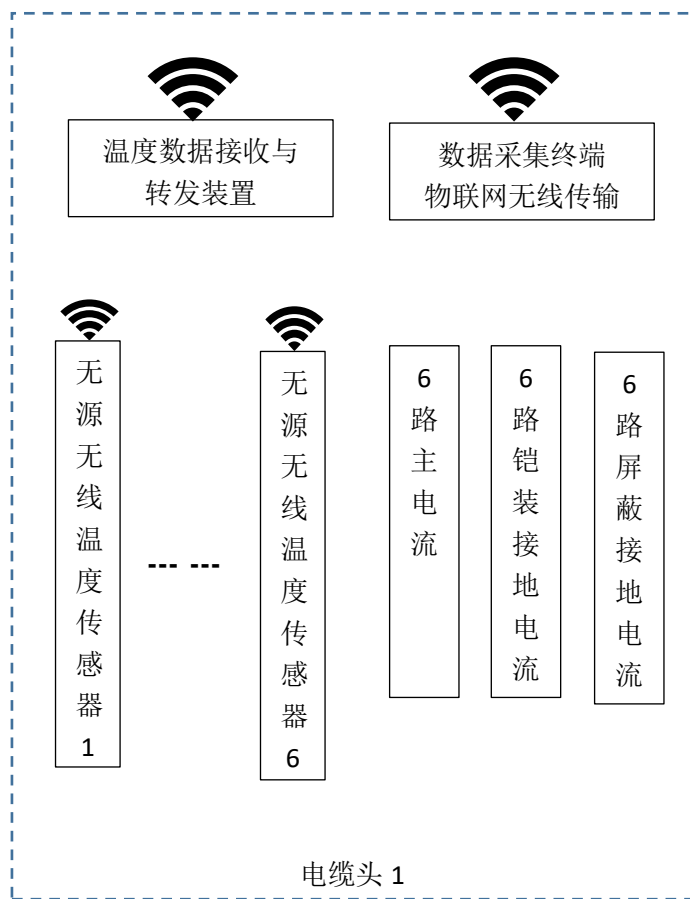 温度数据接收与
转发装置
数据采集终端
物联网无线传输
无源无线温度传感器1
--- ---
无源无线温度传感器6
6路主电流
6路铠装接地电流
6路屏蔽接地电流
电缆头 1